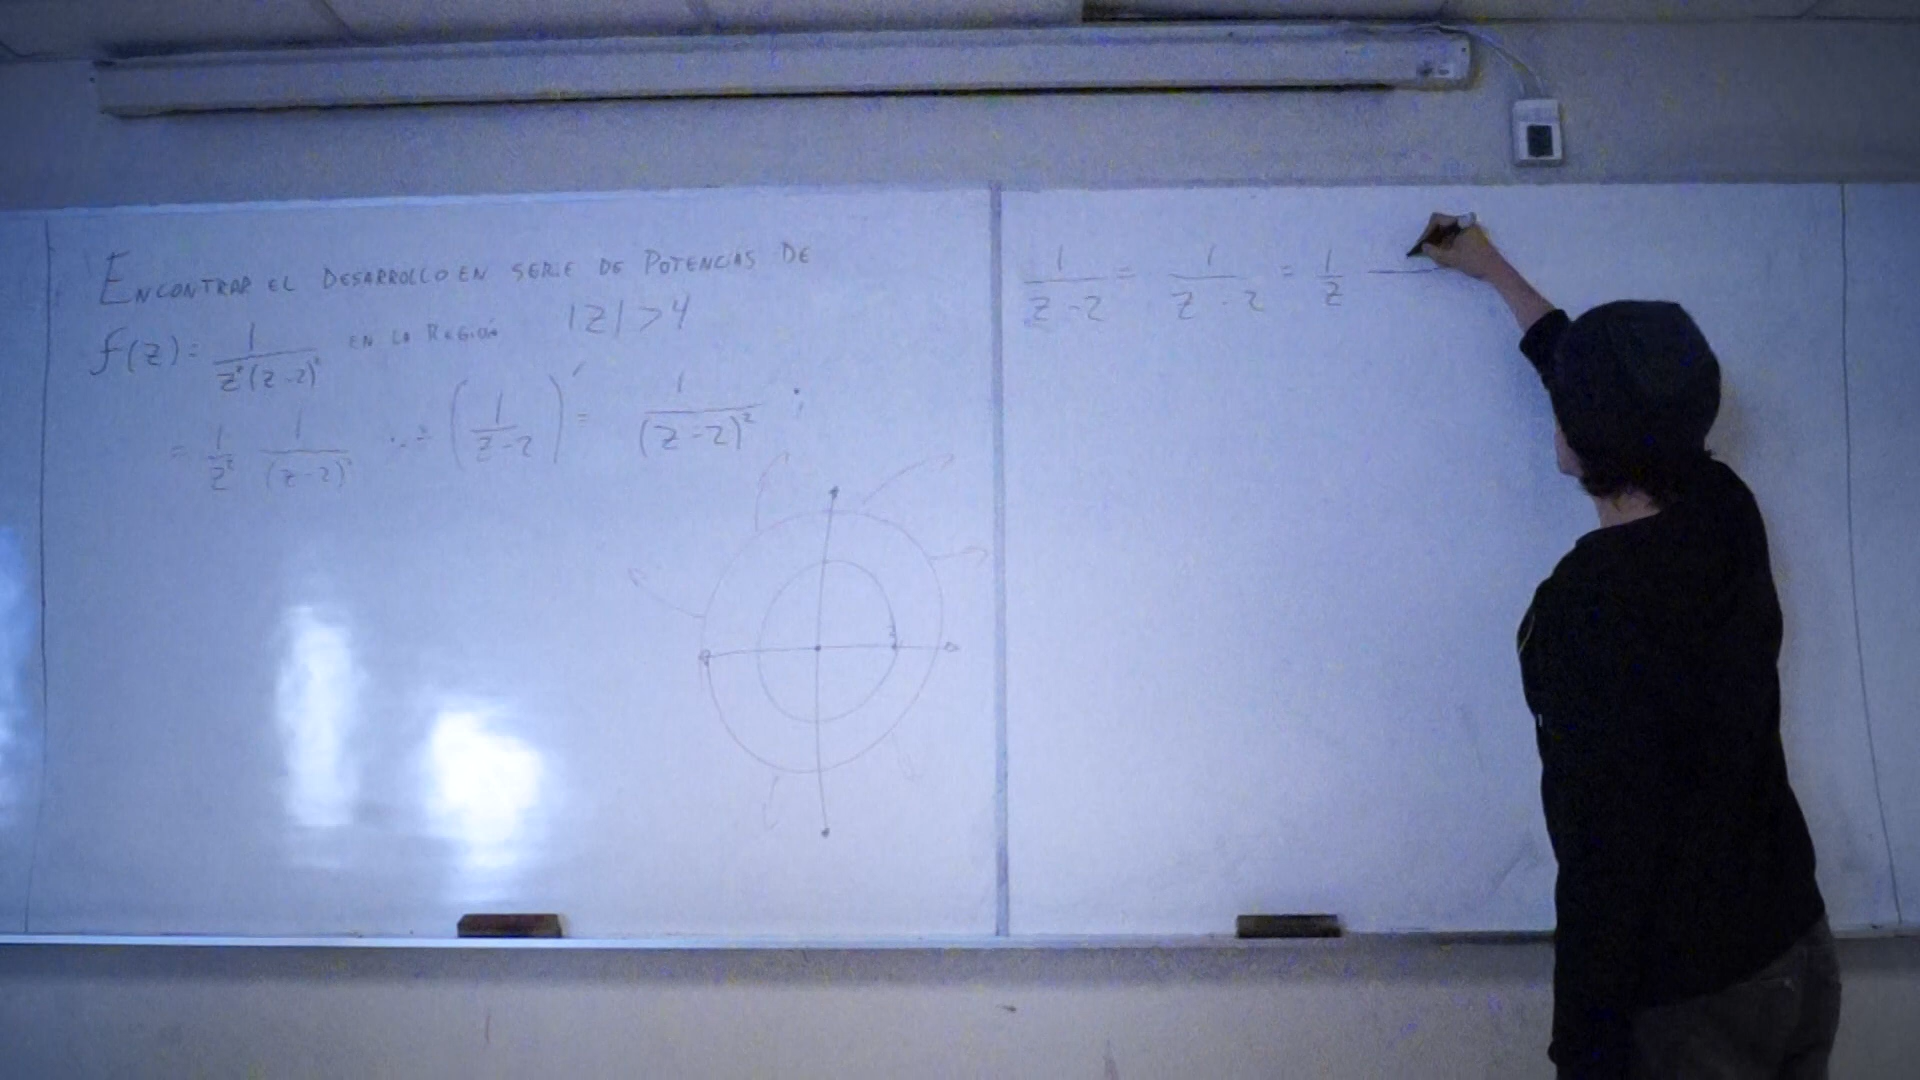 ENCONTRAR EL DESARROLLO EN SERIE DE POTENCIAS DE
f(z) = 1/(z²(z-2)²) EN LA REGIÓN |z| > 4
= 1/z² 1/(z-2)² ∴ (1/(z-2))' = 1/(z-2)² ;
1/(z-2) = 1/(z-2) = 1/z